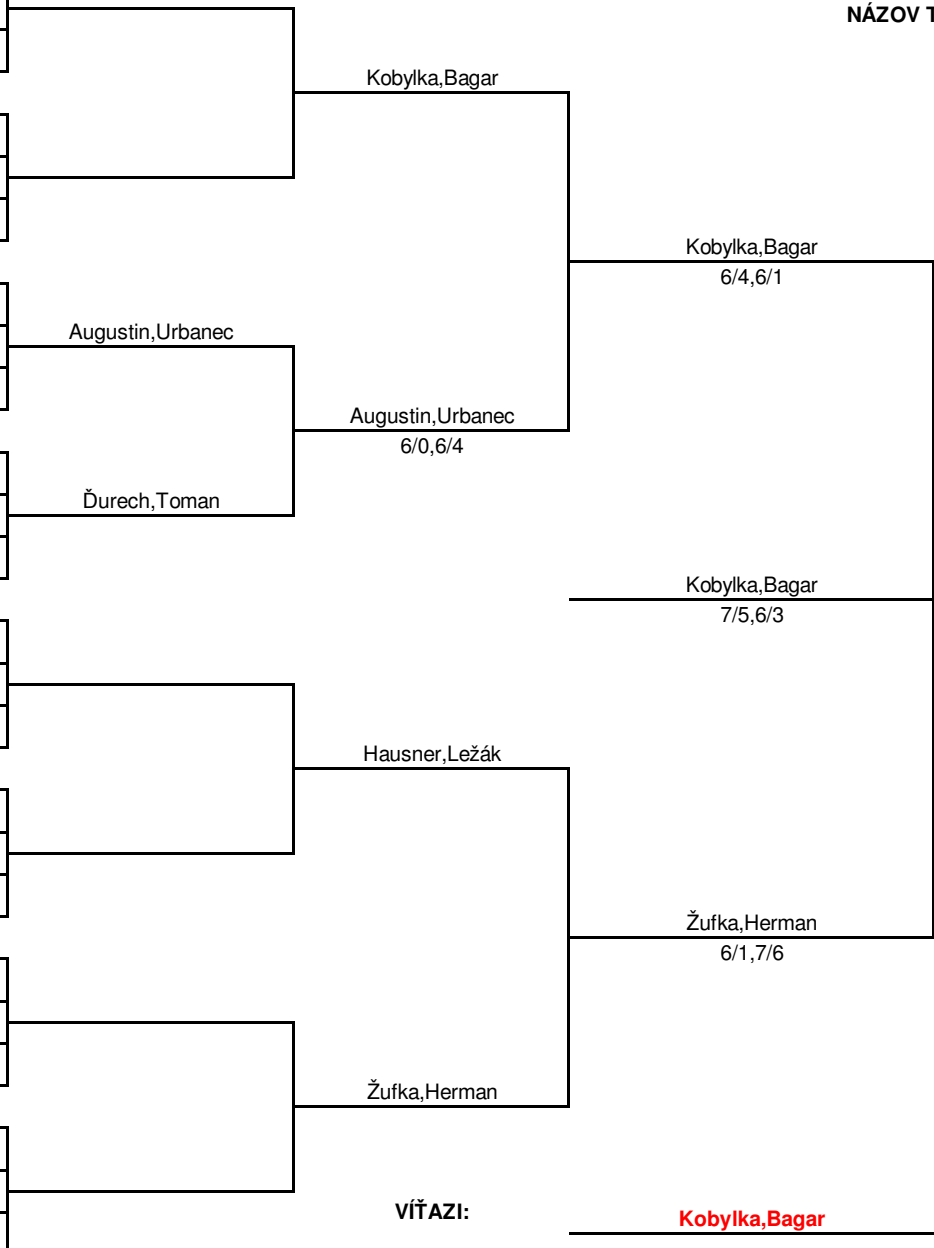 NÁZOV T
Kobylka,Bagar
Kobylka,Bagar
6/4,6/1
Augustin,Urbanec
Augustin,Urbanec
6/0,6/4
Ďurech,Toman
Kobylka,Bagar
7/5,6/3
Hausner,Ležák
Žufka,Herman
6/1,7/6
Žufka,Herman
VÍŤAZI:
Kobylka,Bagar